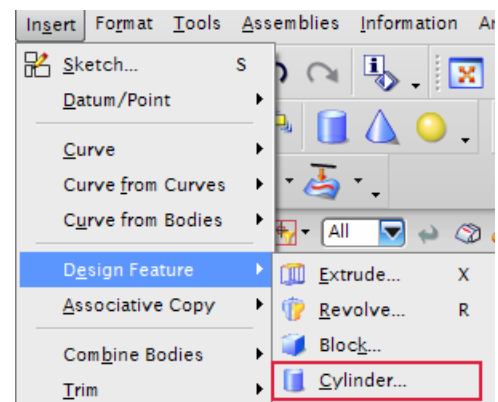 Insert Format Tools Assemblies Information
Sketch... S
Datum/Point
Curve
Curve from Curves
Curve from Bodies
All
Design Feature
Extrude... X
Associative Copy
Revolve... R
Block...
Combine Bodies
Cylinder...
Trim